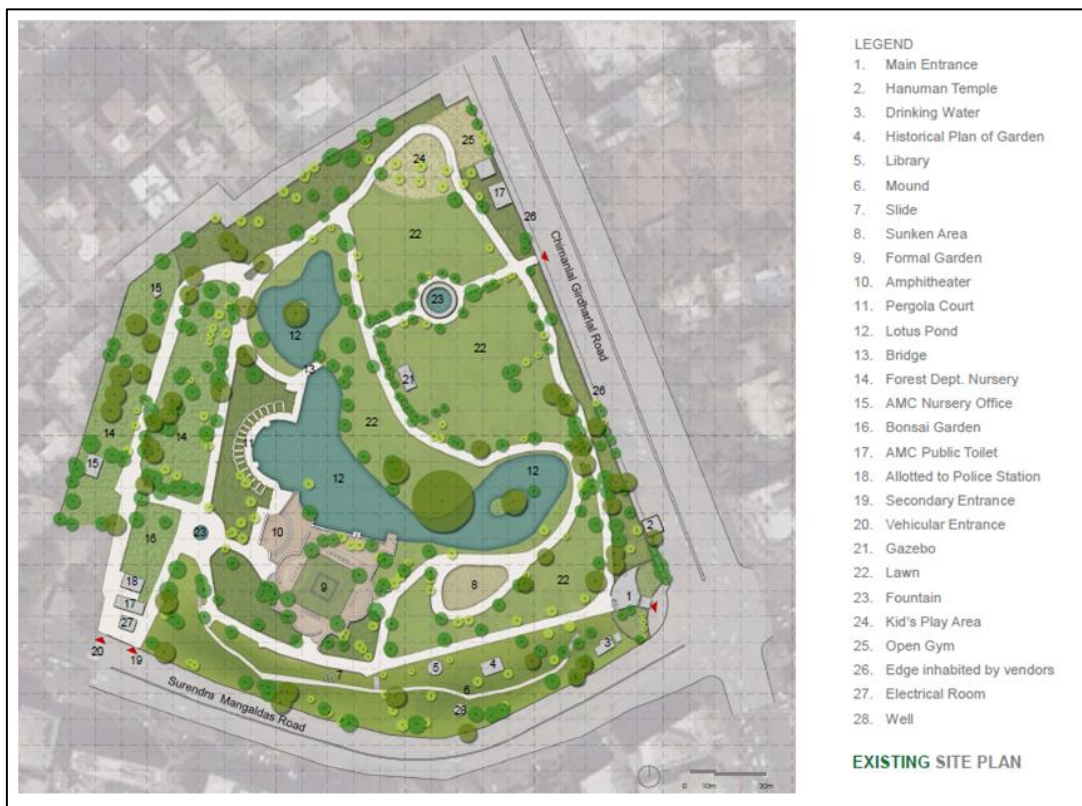 LEGEND
1. Main Entrance
2. Hanuman Temple
3. Drinking Water
4. Historical Plan of Garden
5. Library
6. Mound
7. Slide
8. Sunken Area
9. Formal Garden
10. Amphitheater
11. Pergola Court
12. Lotus Pond
13. Bridge
14. Forest Dept. Nursery
15. AMC Nursery Office
16. Bonsai Garden
17. AMC Public Toilet
18. Allotted to Police Station
19. Secondary Entrance
20. Vehicular Entrance
21. Gazebo
22. Lawn
23. Fountain
24. Kid's Play Area
25. Open Gym
26. Edge inhabited by vendors
27. Electrical Room
28. Well
EXISTING SITE PLAN
25
24
17
26
22
Chimanlal Girdharlal Road
15
23
12
22
13
21
26
11
22
14
14
15
12
12
10
23
2
16
9
8
22
18
1
17
27
3
5
4
7
20
19
6
28
Surendra Mangaldas Road
0 10m 30m